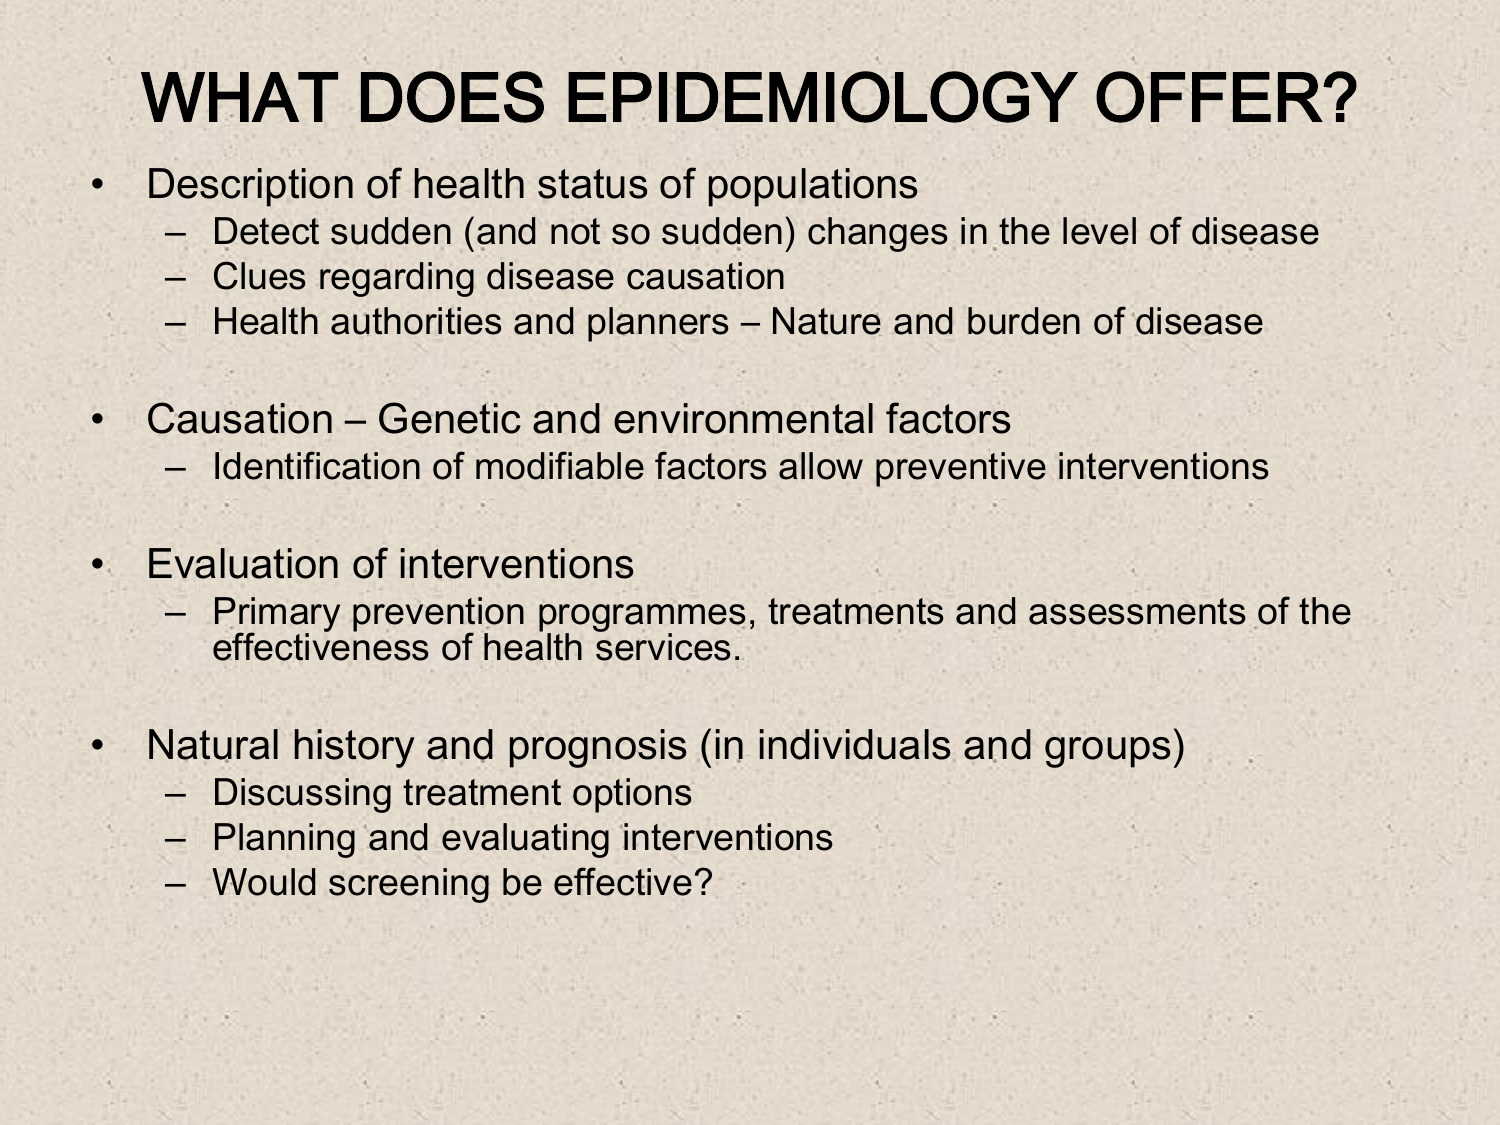 WHAT DOES EPIDEMIOLOGY OFFER?
• Description of health status of populations
– Detect sudden (and not so sudden) changes in the level of disease
– Clues regarding disease causation
– Health authorities and planners – Nature and burden of disease
• Causation – Genetic and environmental factors
– Identification of modifiable factors allow preventive interventions
• Evaluation of interventions
– Primary prevention programmes, treatments and assessments of the
effectiveness of health services.
• Natural history and prognosis (in individuals and groups)
– Discussing treatment options
– Planning and evaluating interventions
– Would screening be effective?